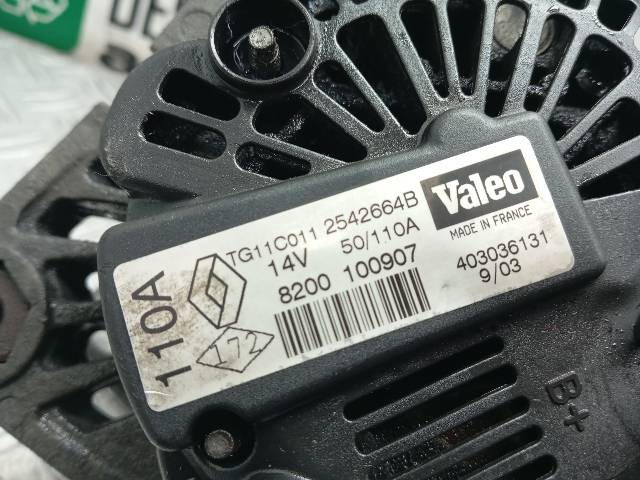 Valeo
TG11C011 2542664B
MADE IN FRANCE
14V 50/110A
403036131
8200 100907
9/03
110A
172
B+